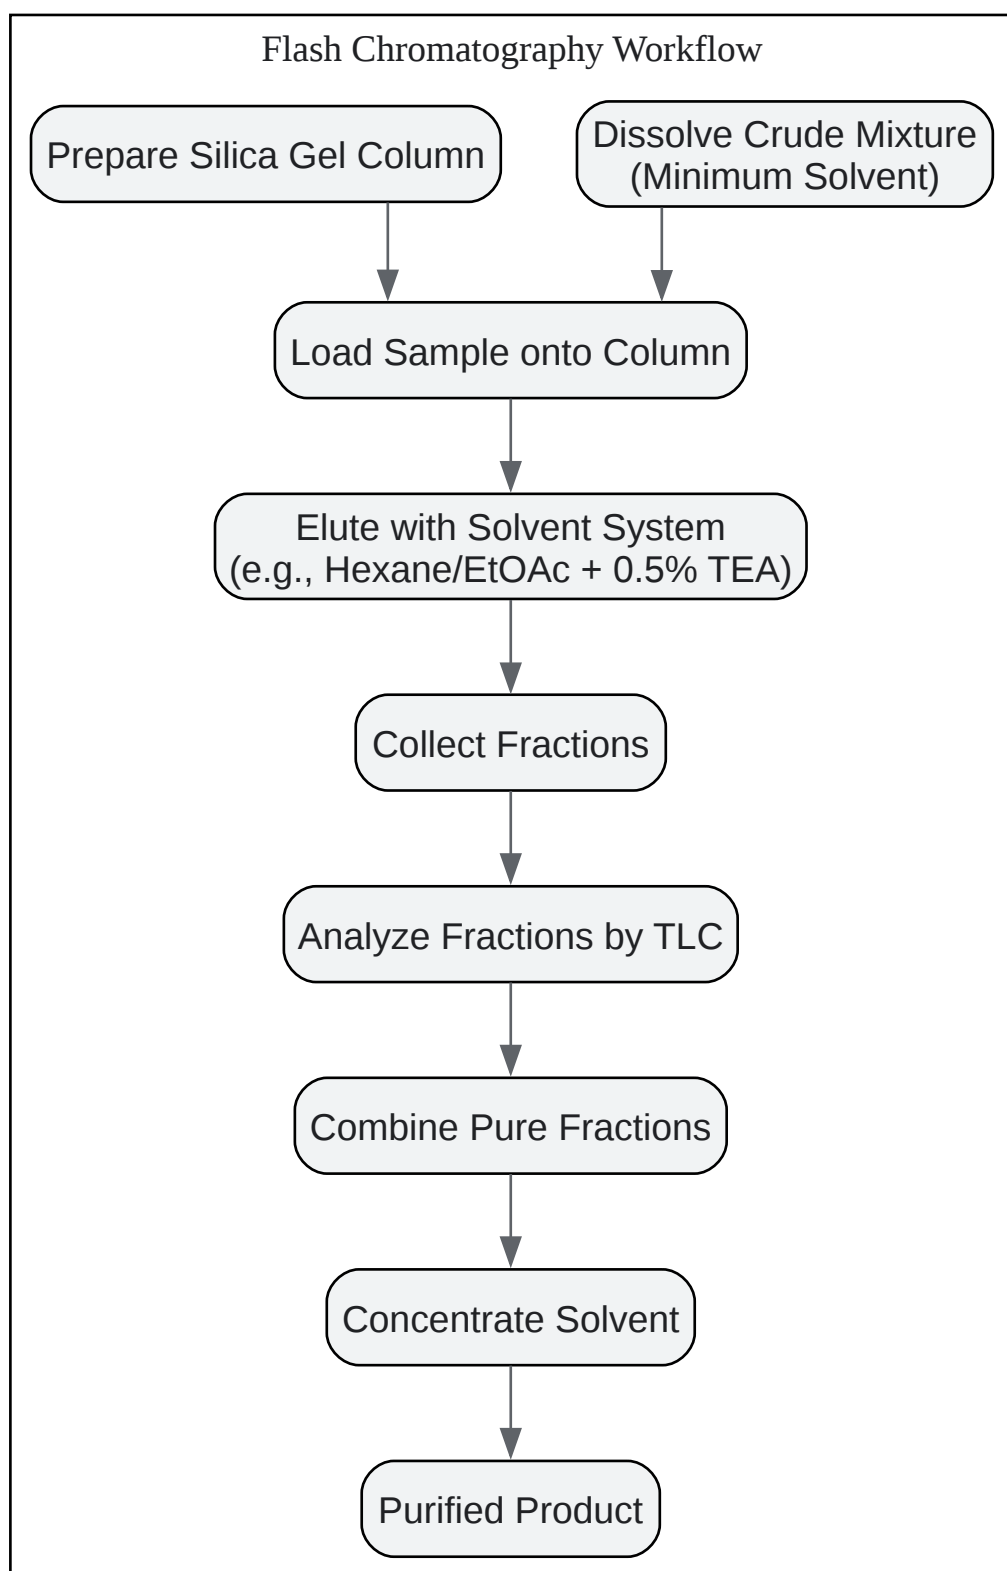 Flash Chromatography Workflow
Prepare Silica Gel Column
Dissolve Crude Mixture
(Minimum Solvent)
Load Sample onto Column
Elute with Solvent System
(e.g., Hexane/EtOAc + 0.5% TEA)
Collect Fractions
Analyze Fractions by TLC
Combine Pure Fractions
Concentrate Solvent
Purified Product